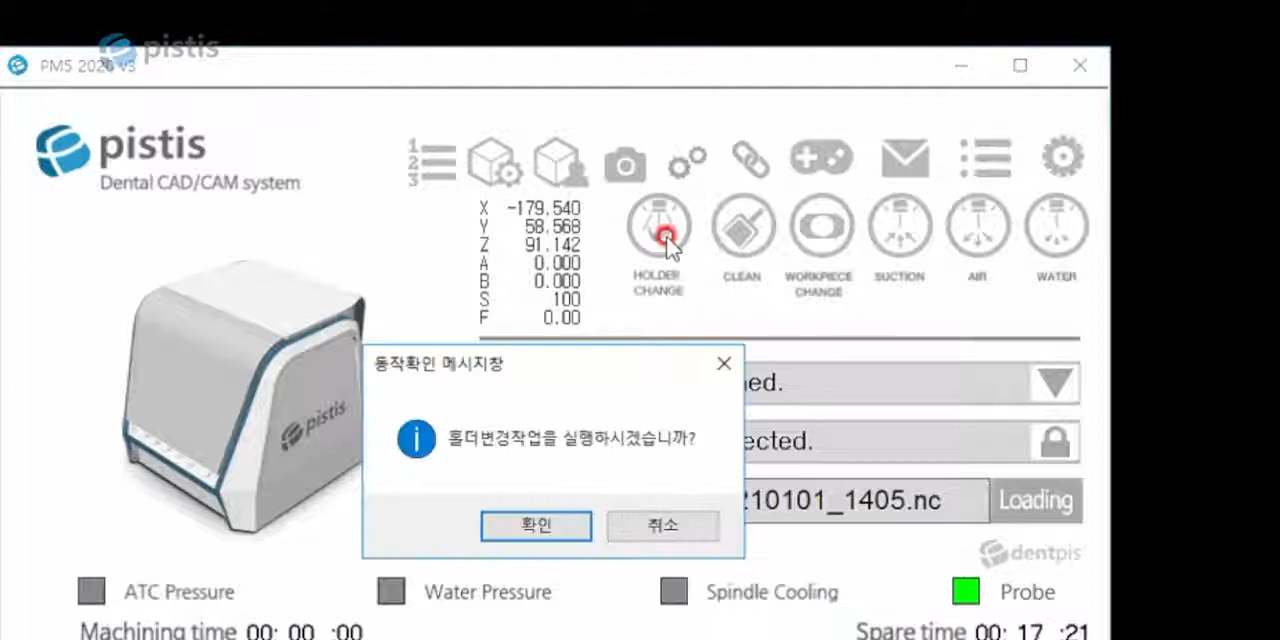 pistis
PM5 2020 v3
pistis
Dental CAD/CAM system
1
2
3
X -179,540
Y 58,568
Z 91,142
A 0,000
B 0,000
S 100
F 0.00
HOLDER
CHANGE
CLEAN
WORKPIECE
CHANGE
SUCTION
AIR
WATER
pistis
동작확인 메시지창
홀더변경작업을 실행하시겠습니까?
확인
취소
ed.
ected.
210101_1405.nc
Loading
dentpis
ATC Pressure
Water Pressure
Spindle Cooling
Probe
Machining time 00: 00 :00
Spare time 00: 17 :21